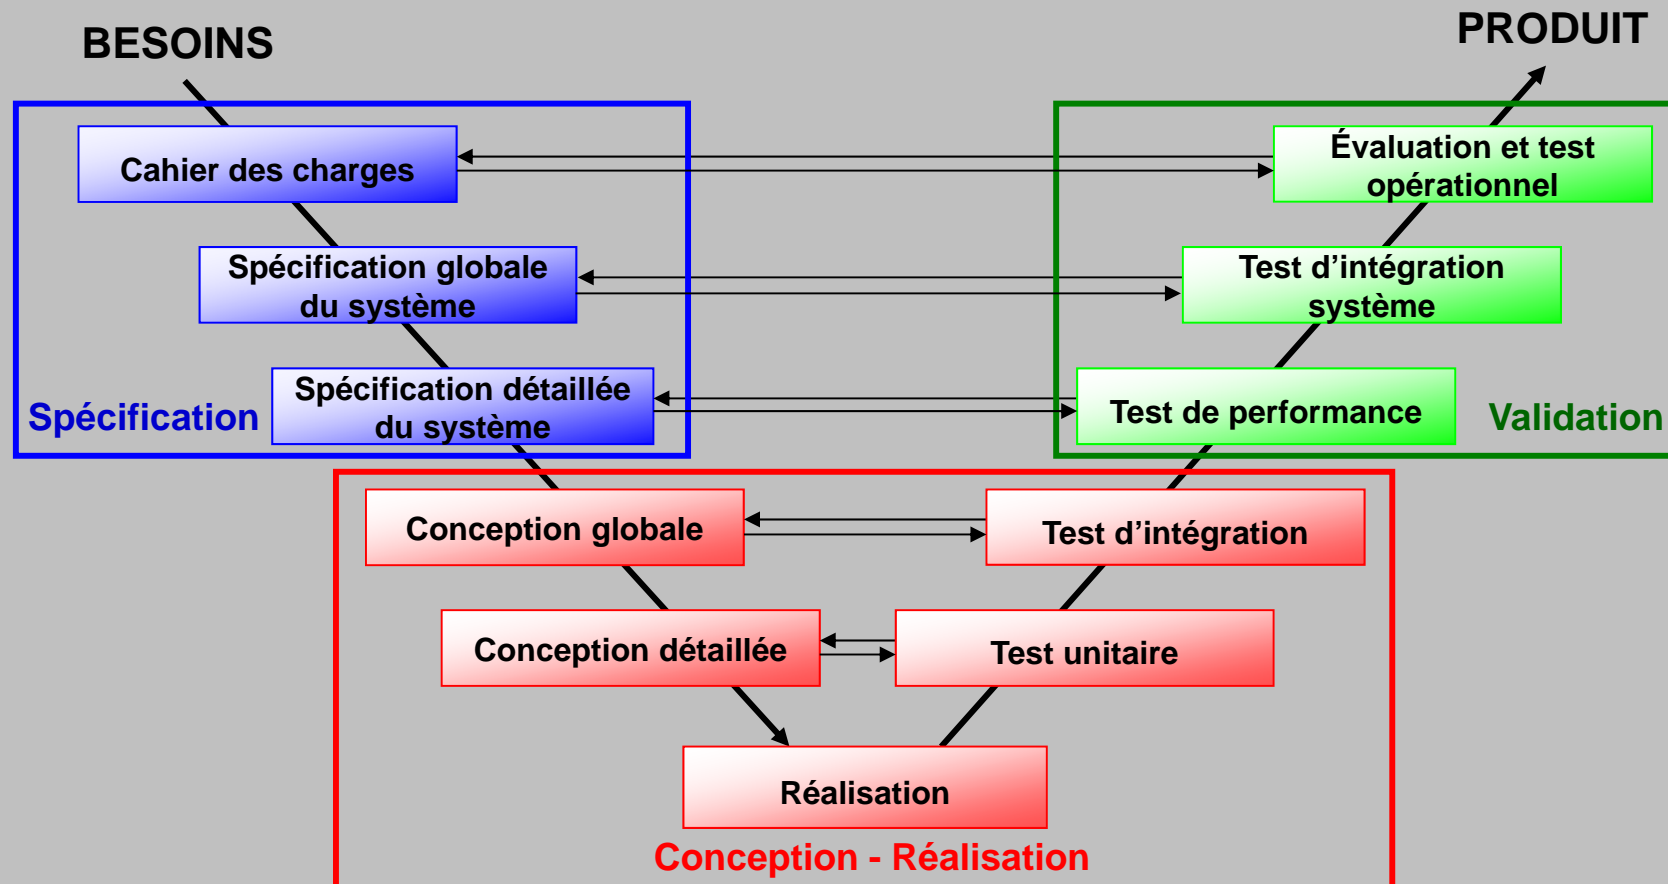 BESOINS
PRODUIT
Cahier des charges
Évaluation et test
opérationnel
Spécification globale
du système
Test d’intégration
système
Spécification
Spécification détaillée
du système
Test de performance
Validation
Conception globale
Test d’intégration
Conception détaillée
Test unitaire
Réalisation
Conception - Réalisation